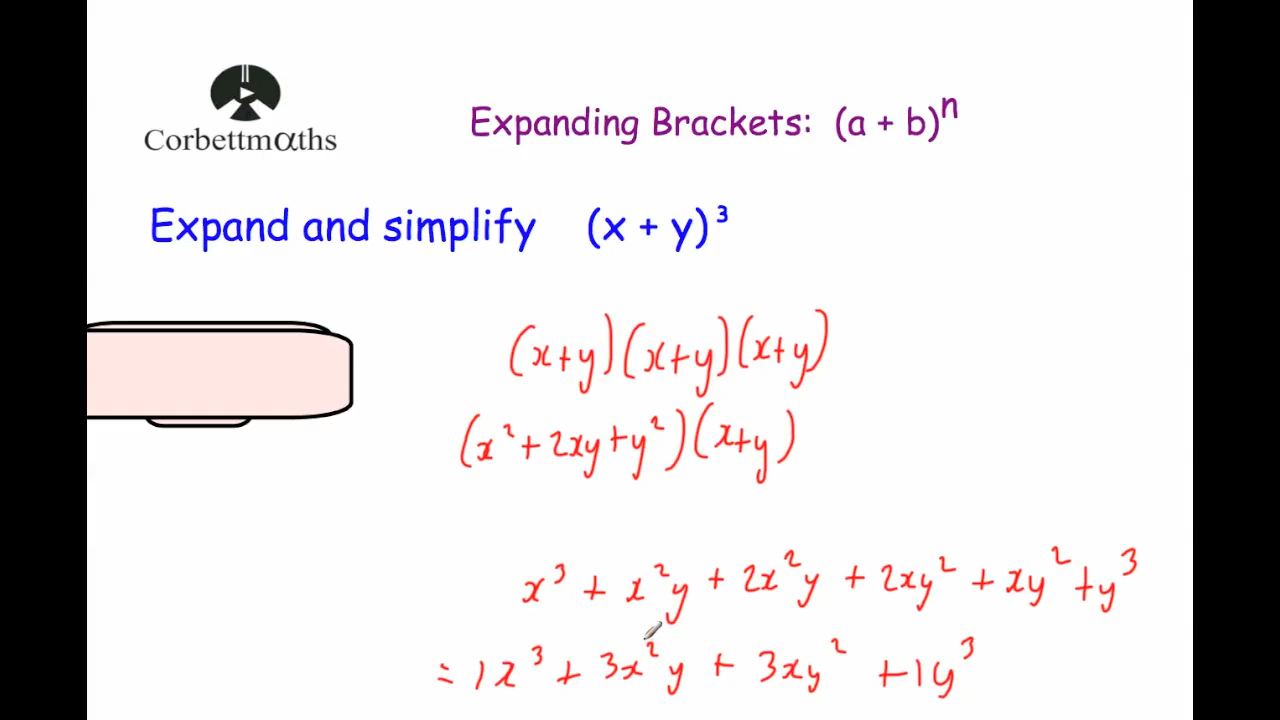 Corbettmαths
Expanding Brackets: (a + b)ⁿ
Expand and simplify (x + y)³
(x+y)(x+y)(x+y)
(x²+2xy+y²)(x+y)
x³ + x²y + 2x²y + 2xy² + xy² + y³
= 1x³ + 3x²y + 3xy² + 1y³